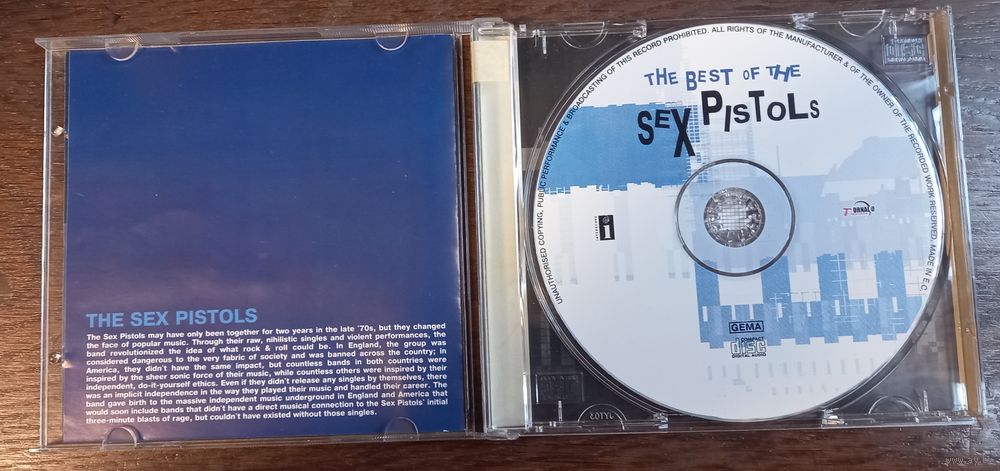 THE SEX PISTOLS
The Sex Pistols may have only been together for two years in the late '70s, but they changed
the face of popular music. Through their raw, nihilistic singles and violent performances, the
band revolutionized the idea of what rock & roll could be. In England, the group was
considered dangerous to the very fabric of society and was banned across the country; in
America, they didn't have the same impact, but countless bands in both countries were
inspired by the sheer sonic force of their music, while countless others were inspired by their
independent, do-it-yourself ethics. Even if they didn't release any singles by themselves, there
was an implicit independence in the way they played their music and handled their career. The
band gave birth to the massive independent music underground in England and America that
would soon include bands that didn't have a direct musical connection to the Sex Pistols' initial
three-minute blasts of rage, but couldn't have existed without those singles.
UNAUTHORISED COPYING, PUBLIC PERFORMANCE & BROADCASTING OF THIS RECORD PROHIBITED. ALL RIGHTS OF THE MANUFACTURER & OF THE OWNER OF THE RECORDED WORK RESERVED. MADE IN E.C.
THE BEST OF THE
SEX PISTOLS
GEMA
COMPACT
disc
DIGITAL AUDIO